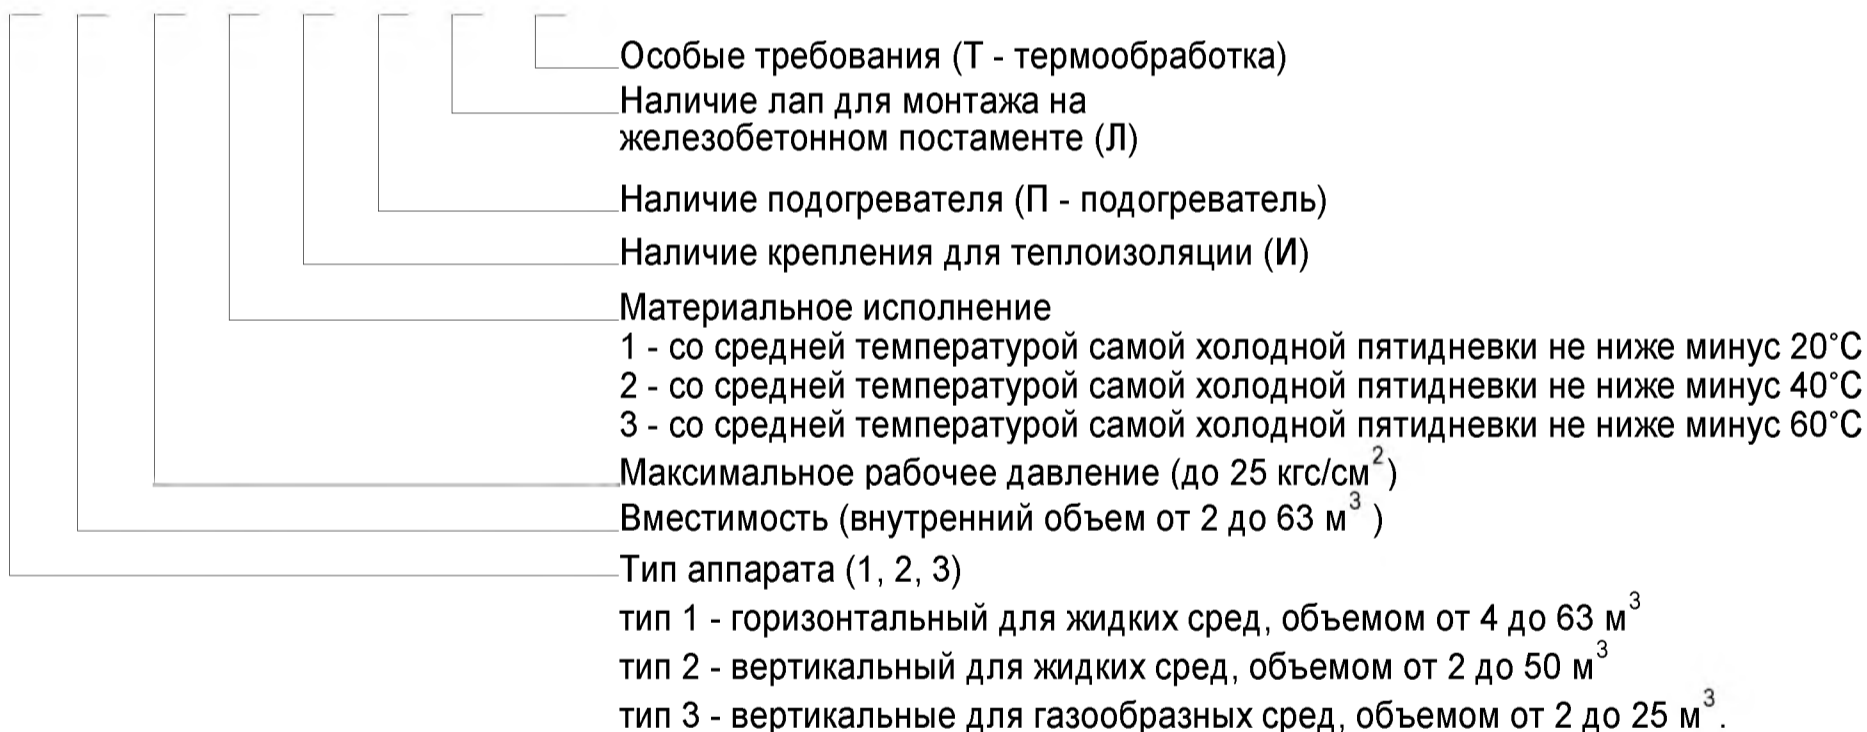 Особые требования (Т - термообработка)
Наличие лап для монтажа на
железобетонном постаменте (Л)
Наличие подогревателя (П - подогреватель)
Наличие крепления для теплоизоляции (И)
Материальное исполнение
1 - со средней температурой самой холодной пятидневки не ниже минус 20°С
2 - со средней температурой самой холодной пятидневки не ниже минус 40°С
3 - со средней температурой самой холодной пятидневки не ниже минус 60°С
Максимальное рабочее давление (до 25 кгс/см²)
Вместимость (внутренний объем от 2 до 63 м³ )
Тип аппарата (1, 2, 3)
тип 1 - горизонтальный для жидких сред, объемом от 4 до 63 м³
тип 2 - вертикальный для жидких сред, объемом от 2 до 50 м³
тип 3 - вертикальные для газообразных сред, объемом от 2 до 25 м³.